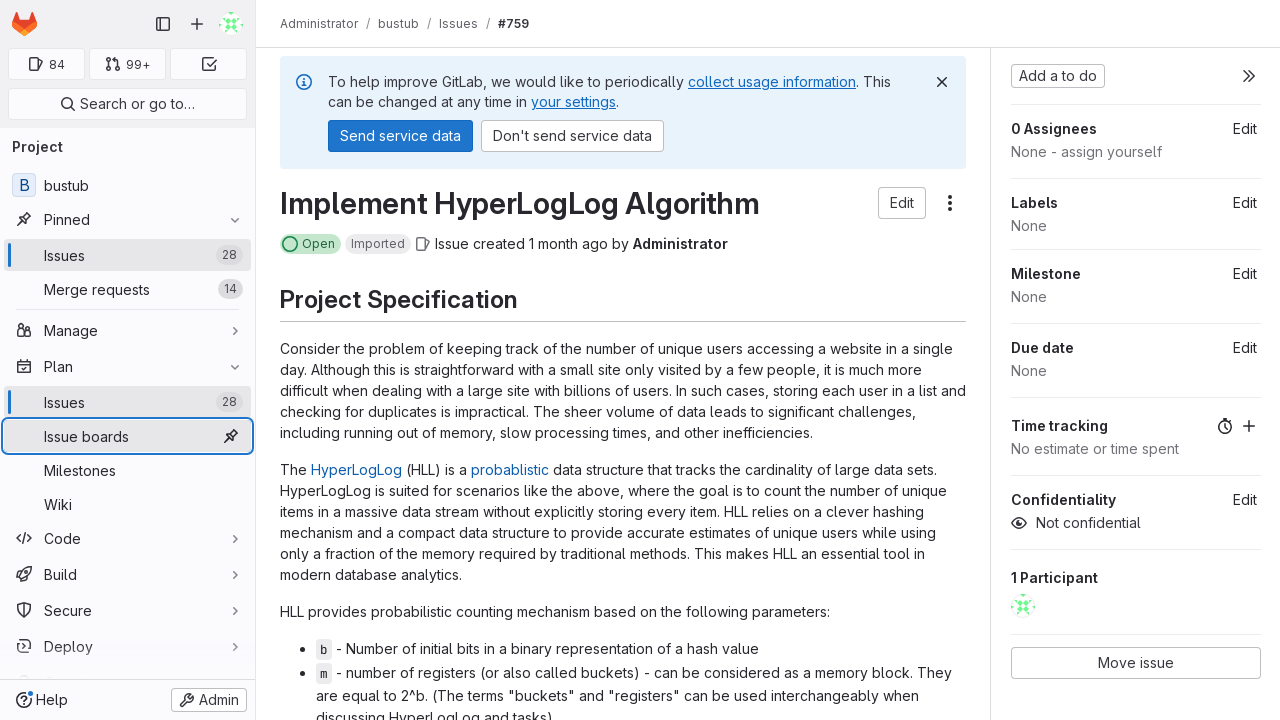 84
99+
Search or go to…
Project
B
bustub
Pinned
Issues
28
Merge requests
14
Manage
Plan
Issues
28
Issue boards
Milestones
Wiki
Code
Build
Secure
Deploy
Help
Admin
Administrator / bustub / Issues / #759
To help improve GitLab, we would like to periodically collect usage information. This
can be changed at any time in your settings.
Send service data
Don't send service data
Implement HyperLogLog Algorithm
Edit
Open
Imported
Issue created 1 month ago by Administrator
Project Specification
Consider the problem of keeping track of the number of unique users accessing a website in a single
day. Although this is straightforward with a small site only visited by a few people, it is much more
difficult when dealing with a large site with billions of users. In such cases, storing each user in a list and
checking for duplicates is impractical. The sheer volume of data leads to significant challenges,
including running out of memory, slow processing times, and other inefficiencies.
The HyperLogLog (HLL) is a probablistic data structure that tracks the cardinality of large data sets.
HyperLogLog is suited for scenarios like the above, where the goal is to count the number of unique
items in a massive data stream without explicitly storing every item. HLL relies on a clever hashing
mechanism and a compact data structure to provide accurate estimates of unique users while using
only a fraction of the memory required by traditional methods. This makes HLL an essential tool in
modern database analytics.
HLL provides probabilistic counting mechanism based on the following parameters:
b - Number of initial bits in a binary representation of a hash value
m - number of registers (or also called buckets) - can be considered as a memory block. They
are equal to 2^b. (The terms "buckets" and "registers" can be used interchangeably when
discussing HyperLogLog and tasks)
Add a to do
0 Assignees
Edit
None - assign yourself
Labels
Edit
None
Milestone
Edit
None
Due date
Edit
None
Time tracking
No estimate or time spent
Confidentiality
Edit
Not confidential
1 Participant
Move issue